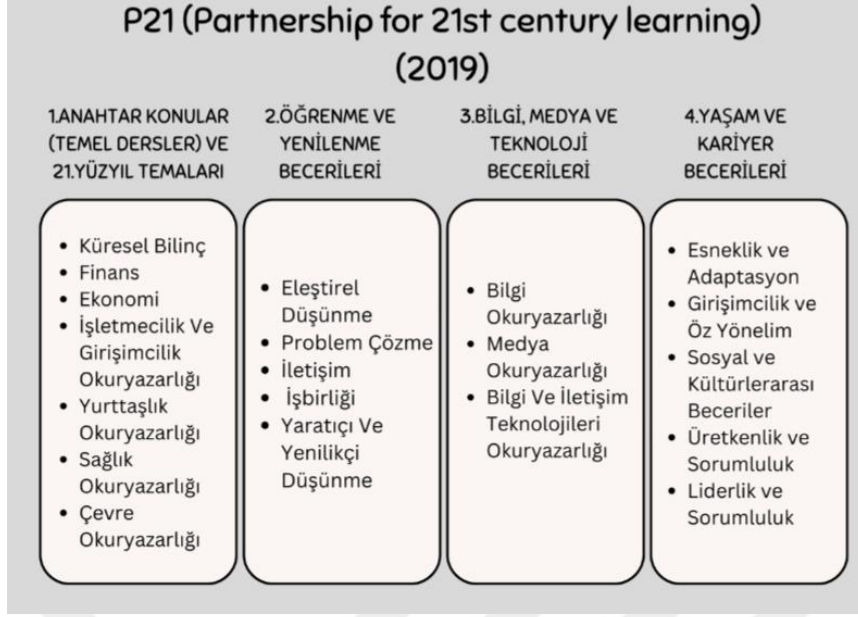 P21 (Partnership for 21st century learning)
(2019)
1.ANAHTAR KONULAR
(TEMEL DERSLER) VE
21.YÜZYIL TEMALARI
• Küresel Bilinç
• Finans
• Ekonomi
• İşletmecilik Ve
Girişimcilik
Okuryazarlığı
• Yurttaşlık
Okuryazarlığı
• Sağlık
Okuryazarlığı
• Çevre
Okuryazarlığı
2.ÖĞRENME VE
YENİLENME
BECERİLERİ
• Eleştirel
Düşünme
• Problem Çözme
• İletişim
• İşbirliği
• Yaratıcı Ve
Yenilikçi
Düşünme
3.BİLGİ, MEDYA VE
TEKNOLOJİ
BECERİLERİ
• Bilgi
Okuryazarlığı
• Medya
Okuryazarlığı
• Bilgi Ve İletişim
Teknolojileri
Okuryazarlığı
4.YAŞAM VE
KARİYER
BECERİLERİ
• Esneklik ve
Adaptasyon
• Girişimcilik ve
Öz Yönelim
• Sosyal ve
Kültürlerarası
Beceriler
• Üretkenlik ve
Sorumluluk
• Liderlik ve
Sorumluluk